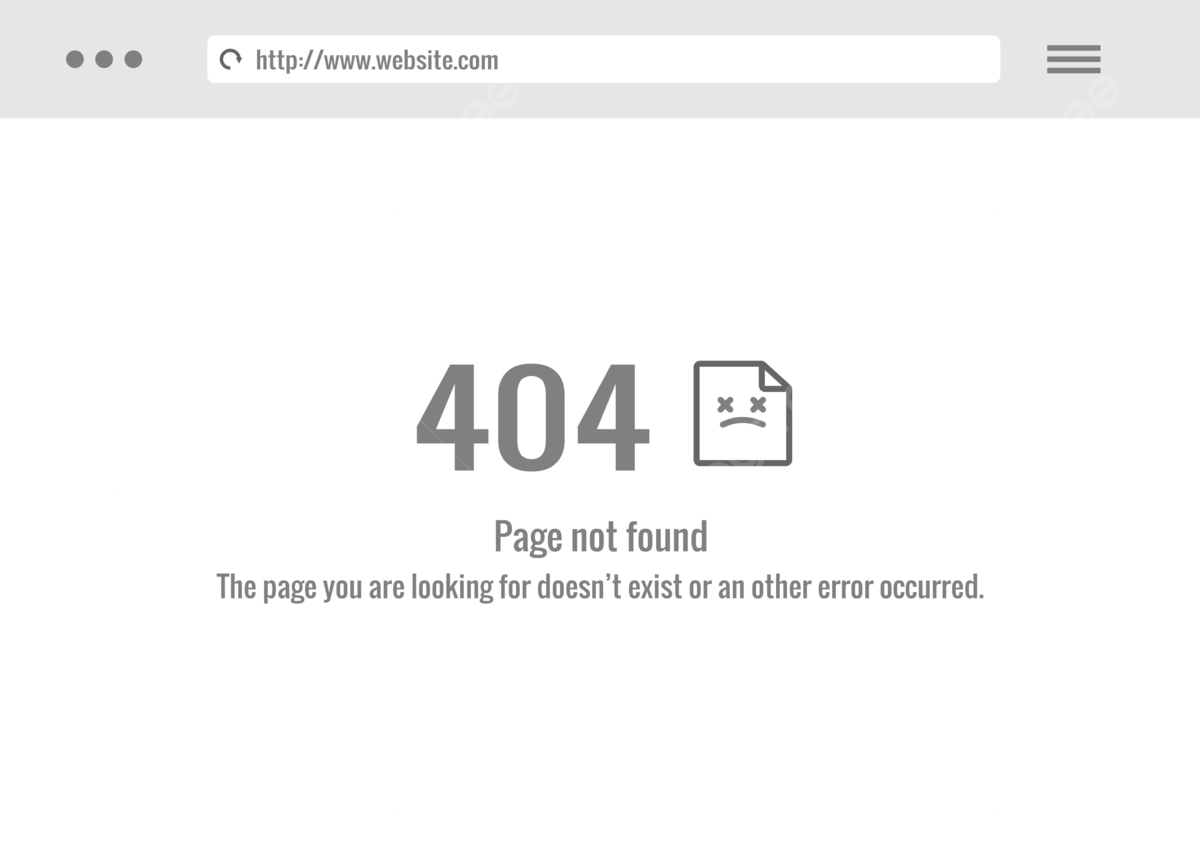 http://www.website.com
404
Page not found
The page you are looking for doesn’t exist or an other error occurred.